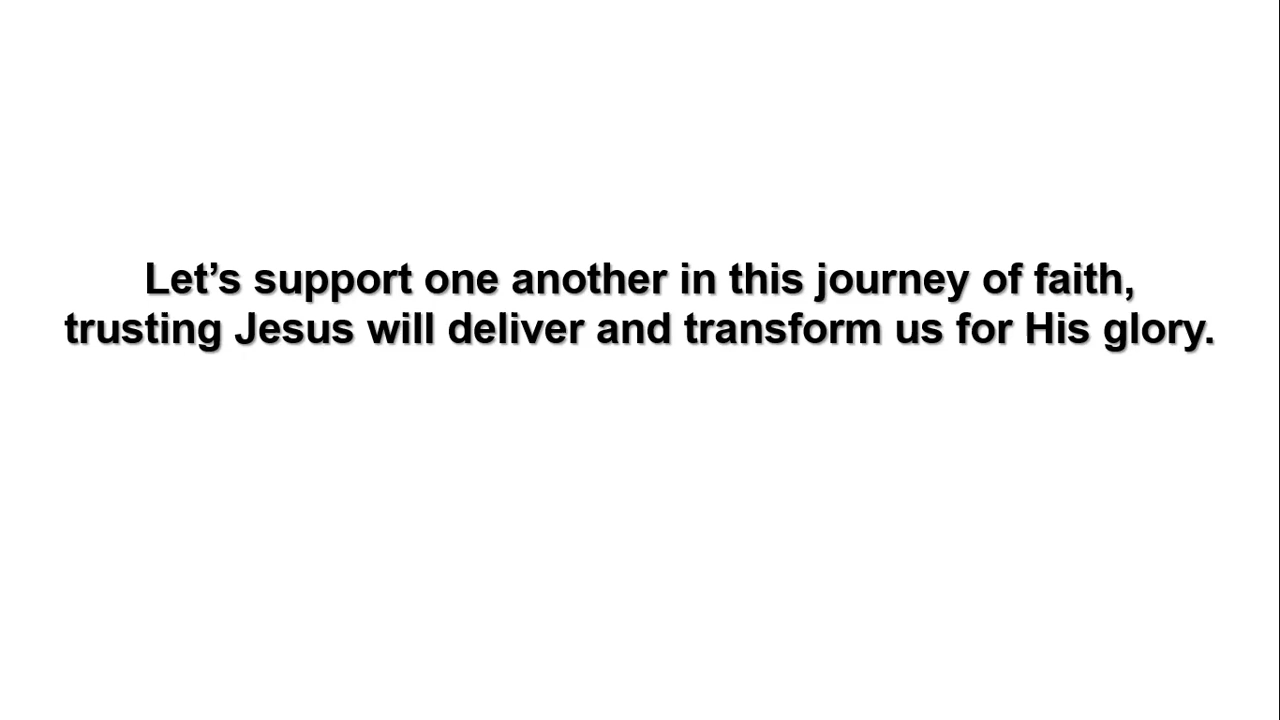 Let’s support one another in this journey of faith,
trusting Jesus will deliver and transform us for His glory.